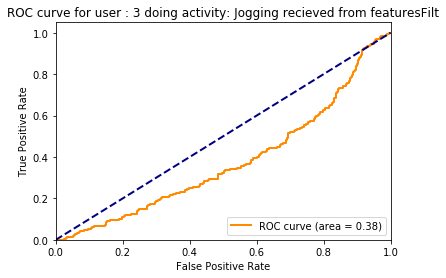 ROC curve for user : 3 doing activity: Jogging recieved from featuresFilt
1.0
0.8
0.6
0.4
0.2
0.0
True Positive Rate
ROC curve (area = 0.38)
0.0 0.2 0.4 0.6 0.8 1.0
False Positive Rate